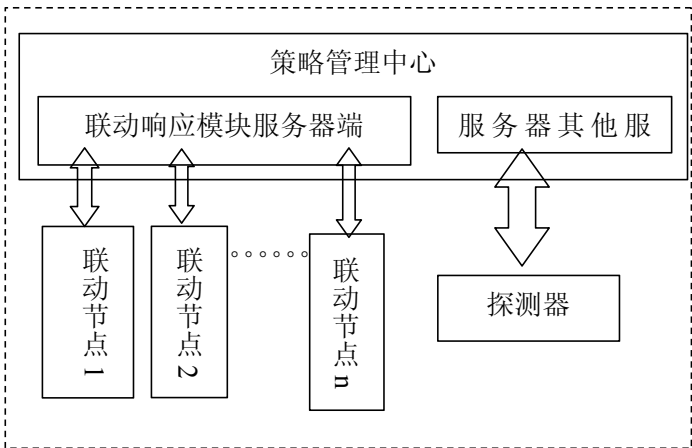 策略管理中心
联动响应模块服务器端
服务器其他服
联动节点1
联动节点2
。。。。。。
联动节点n
探测器